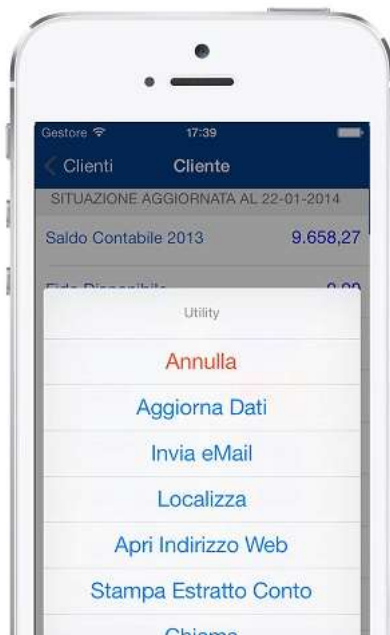 Gestore 17:39
Clienti Cliente
SITUAZIONE AGGIORNATA AL 22-01-2014
Saldo Contabile 2013 9.658,27
Utility
Annulla
Aggiorna Dati
Invia eMail
Localizza
Apri Indirizzo Web
Stampa Estratto Conto
Chiama